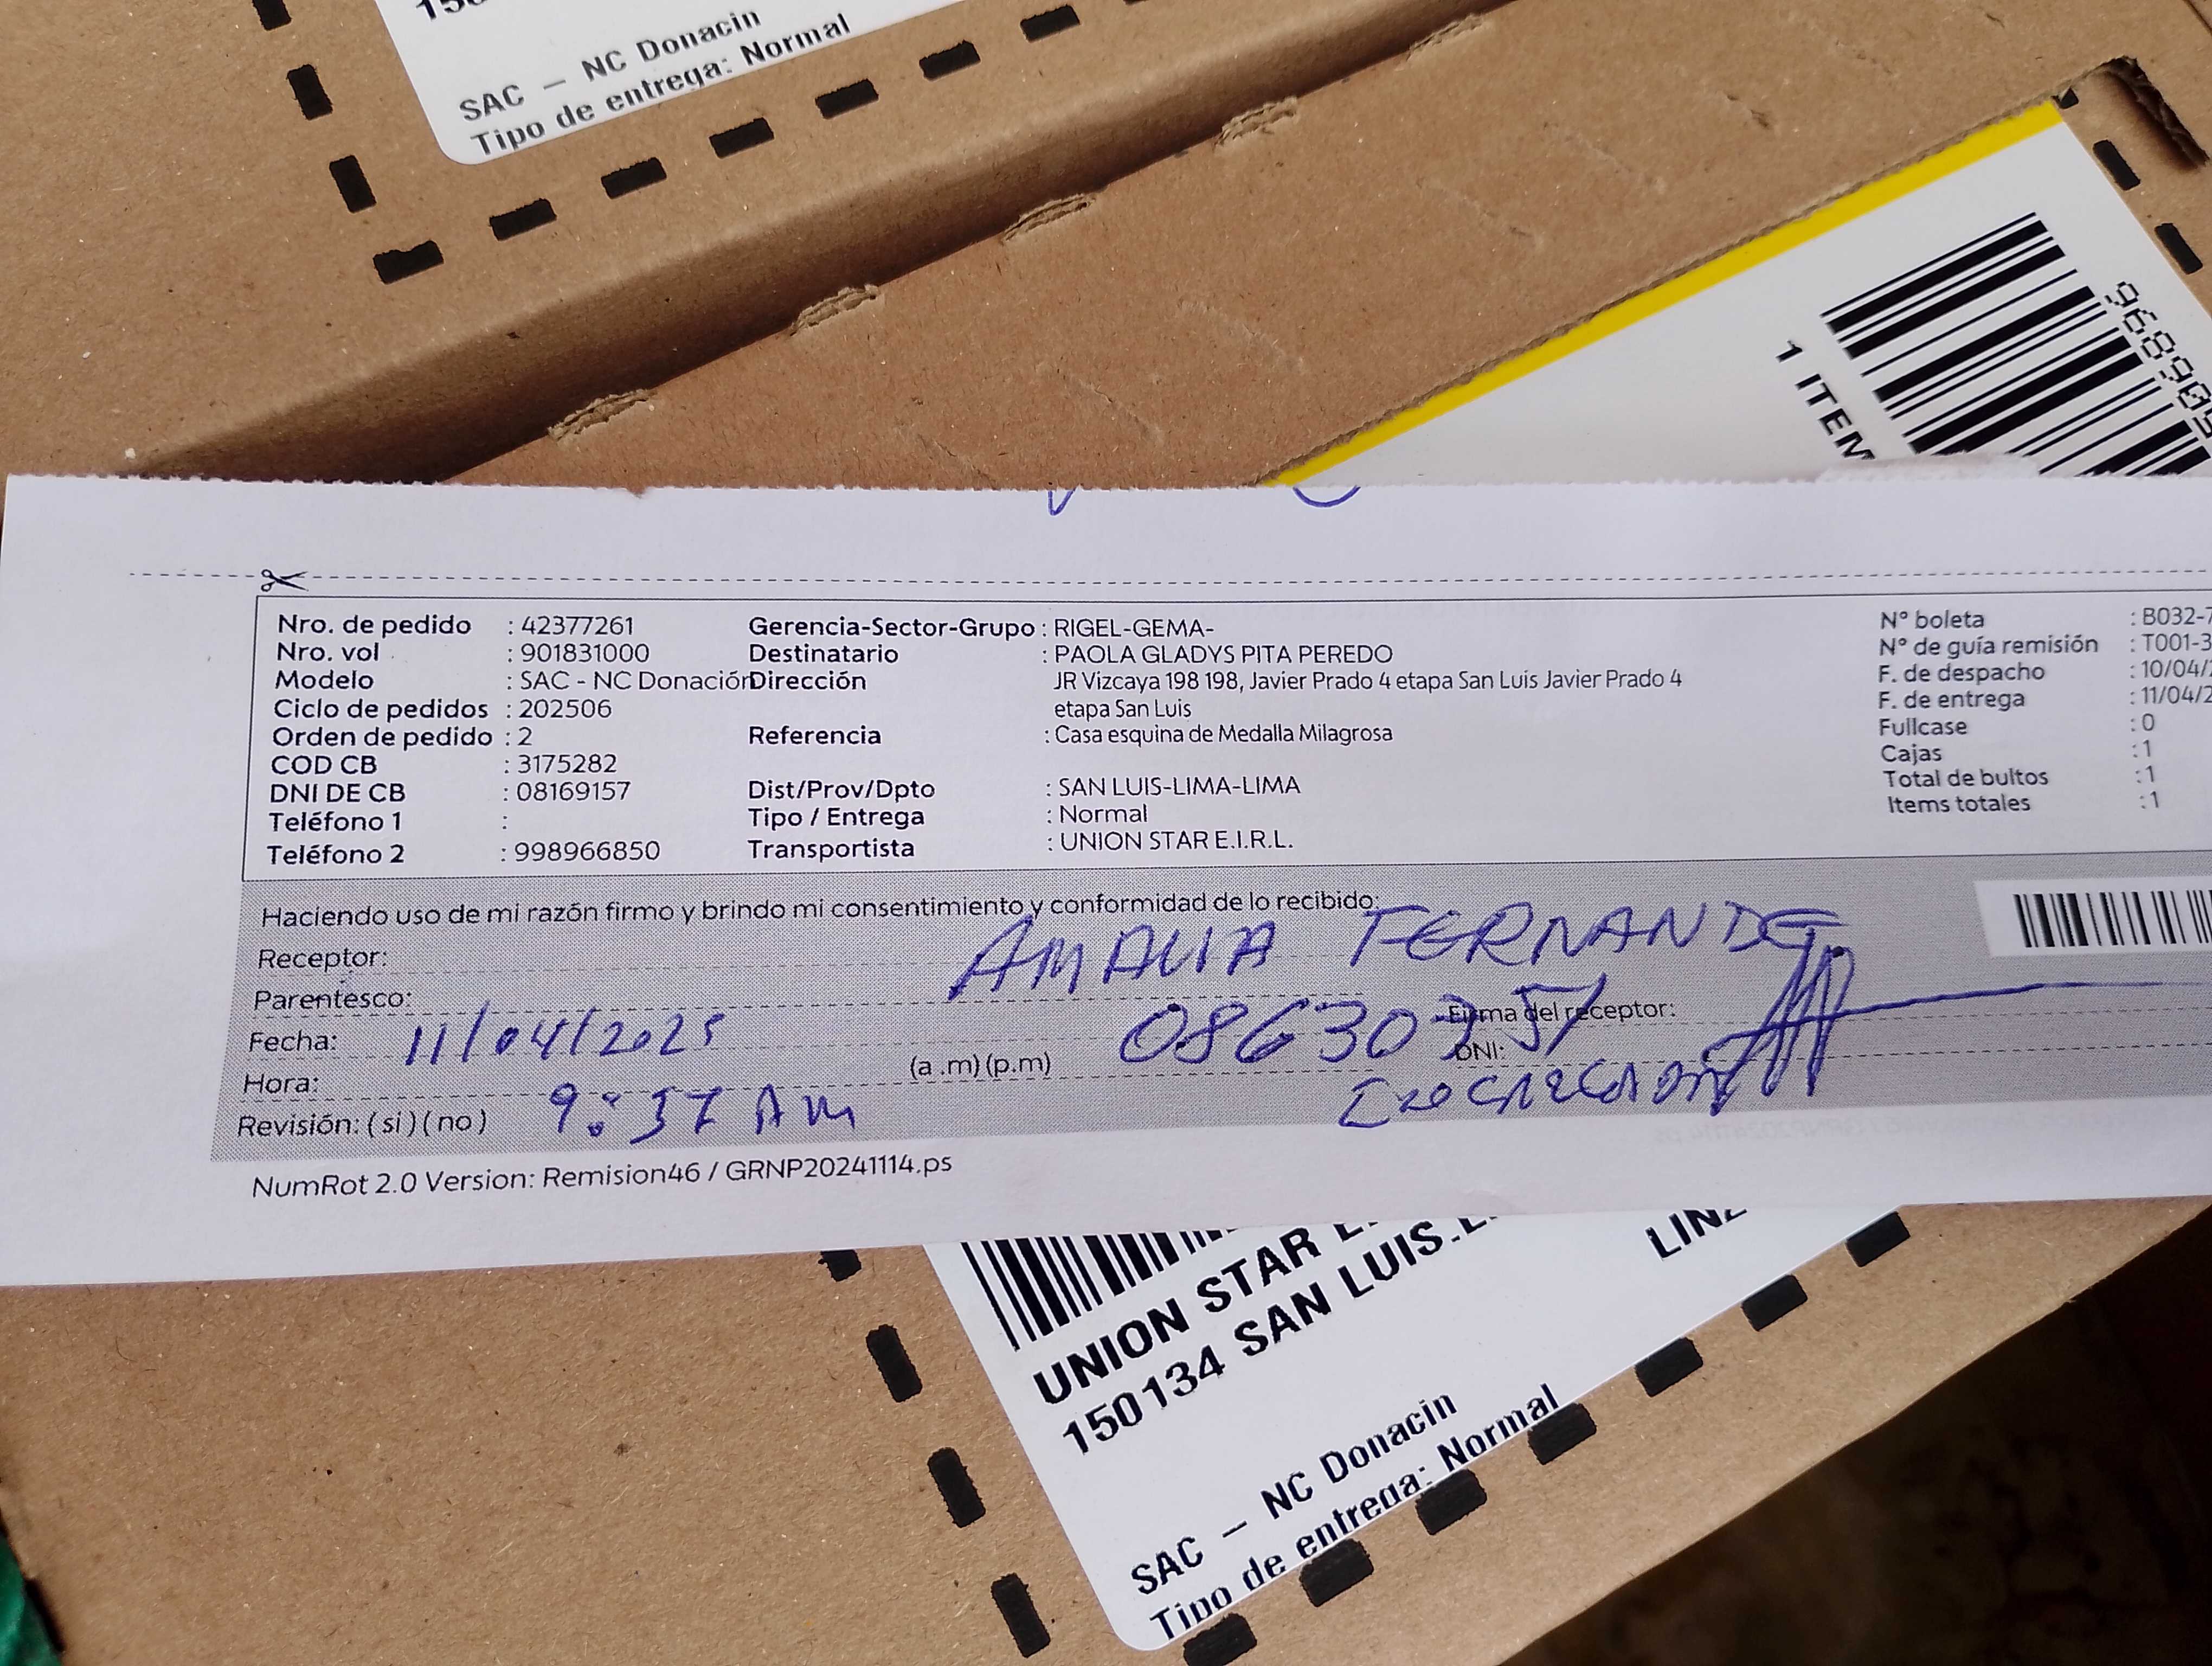 SAC – NC Donacin
Tipo de entrega: Normal
1 ITEM
Nro. de pedido : 42377261
Nro. vol : 901831000
Modelo : SAC - NC Donación
Ciclo de pedidos : 202506
Orden de pedido : 2
COD CB : 3175282
DNI DE CB : 08169157
Teléfono 1 :
Teléfono 2 : 998966850
Gerencia-Sector-Grupo : RIGEL-GEMA-
Destinatario : PAOLA GLADYS PITA PEREDO
Dirección JR Vizcaya 198 198, Javier Prado 4 etapa San Luis Javier Prado 4
etapa San Luis
Referencia : Casa esquina de Medalla Milagrosa
Dist/Prov/Dpto : SAN LUIS-LIMA-LIMA
Tipo / Entrega : Normal
Transportista : UNION STAR E.I.R.L.
N° boleta : B032-7
N° de guía remisión : T001-3
F. de despacho : 10/04/2
F. de entrega : 11/04/2
Fullcase : 0
Cajas : 1
Total de bultos : 1
Items totales : 1
Haciendo uso de mi razón firmo y brindo mi consentimiento y conformidad de lo recibido:
Receptor: AMALIA
Parentesco:
Fecha: 11/04/2025
Hora: (a .m) (p.m)
Firma del receptor:
DNI:
Revisión: ( si ) ( no ) 9:37 AM
NumRot 2.0 Version: Remision46 / GRNP20241114.ps
UNION STAR
150134 SAN LUIS.
SAC – NC Donacin
Tipo de entrega: Normal